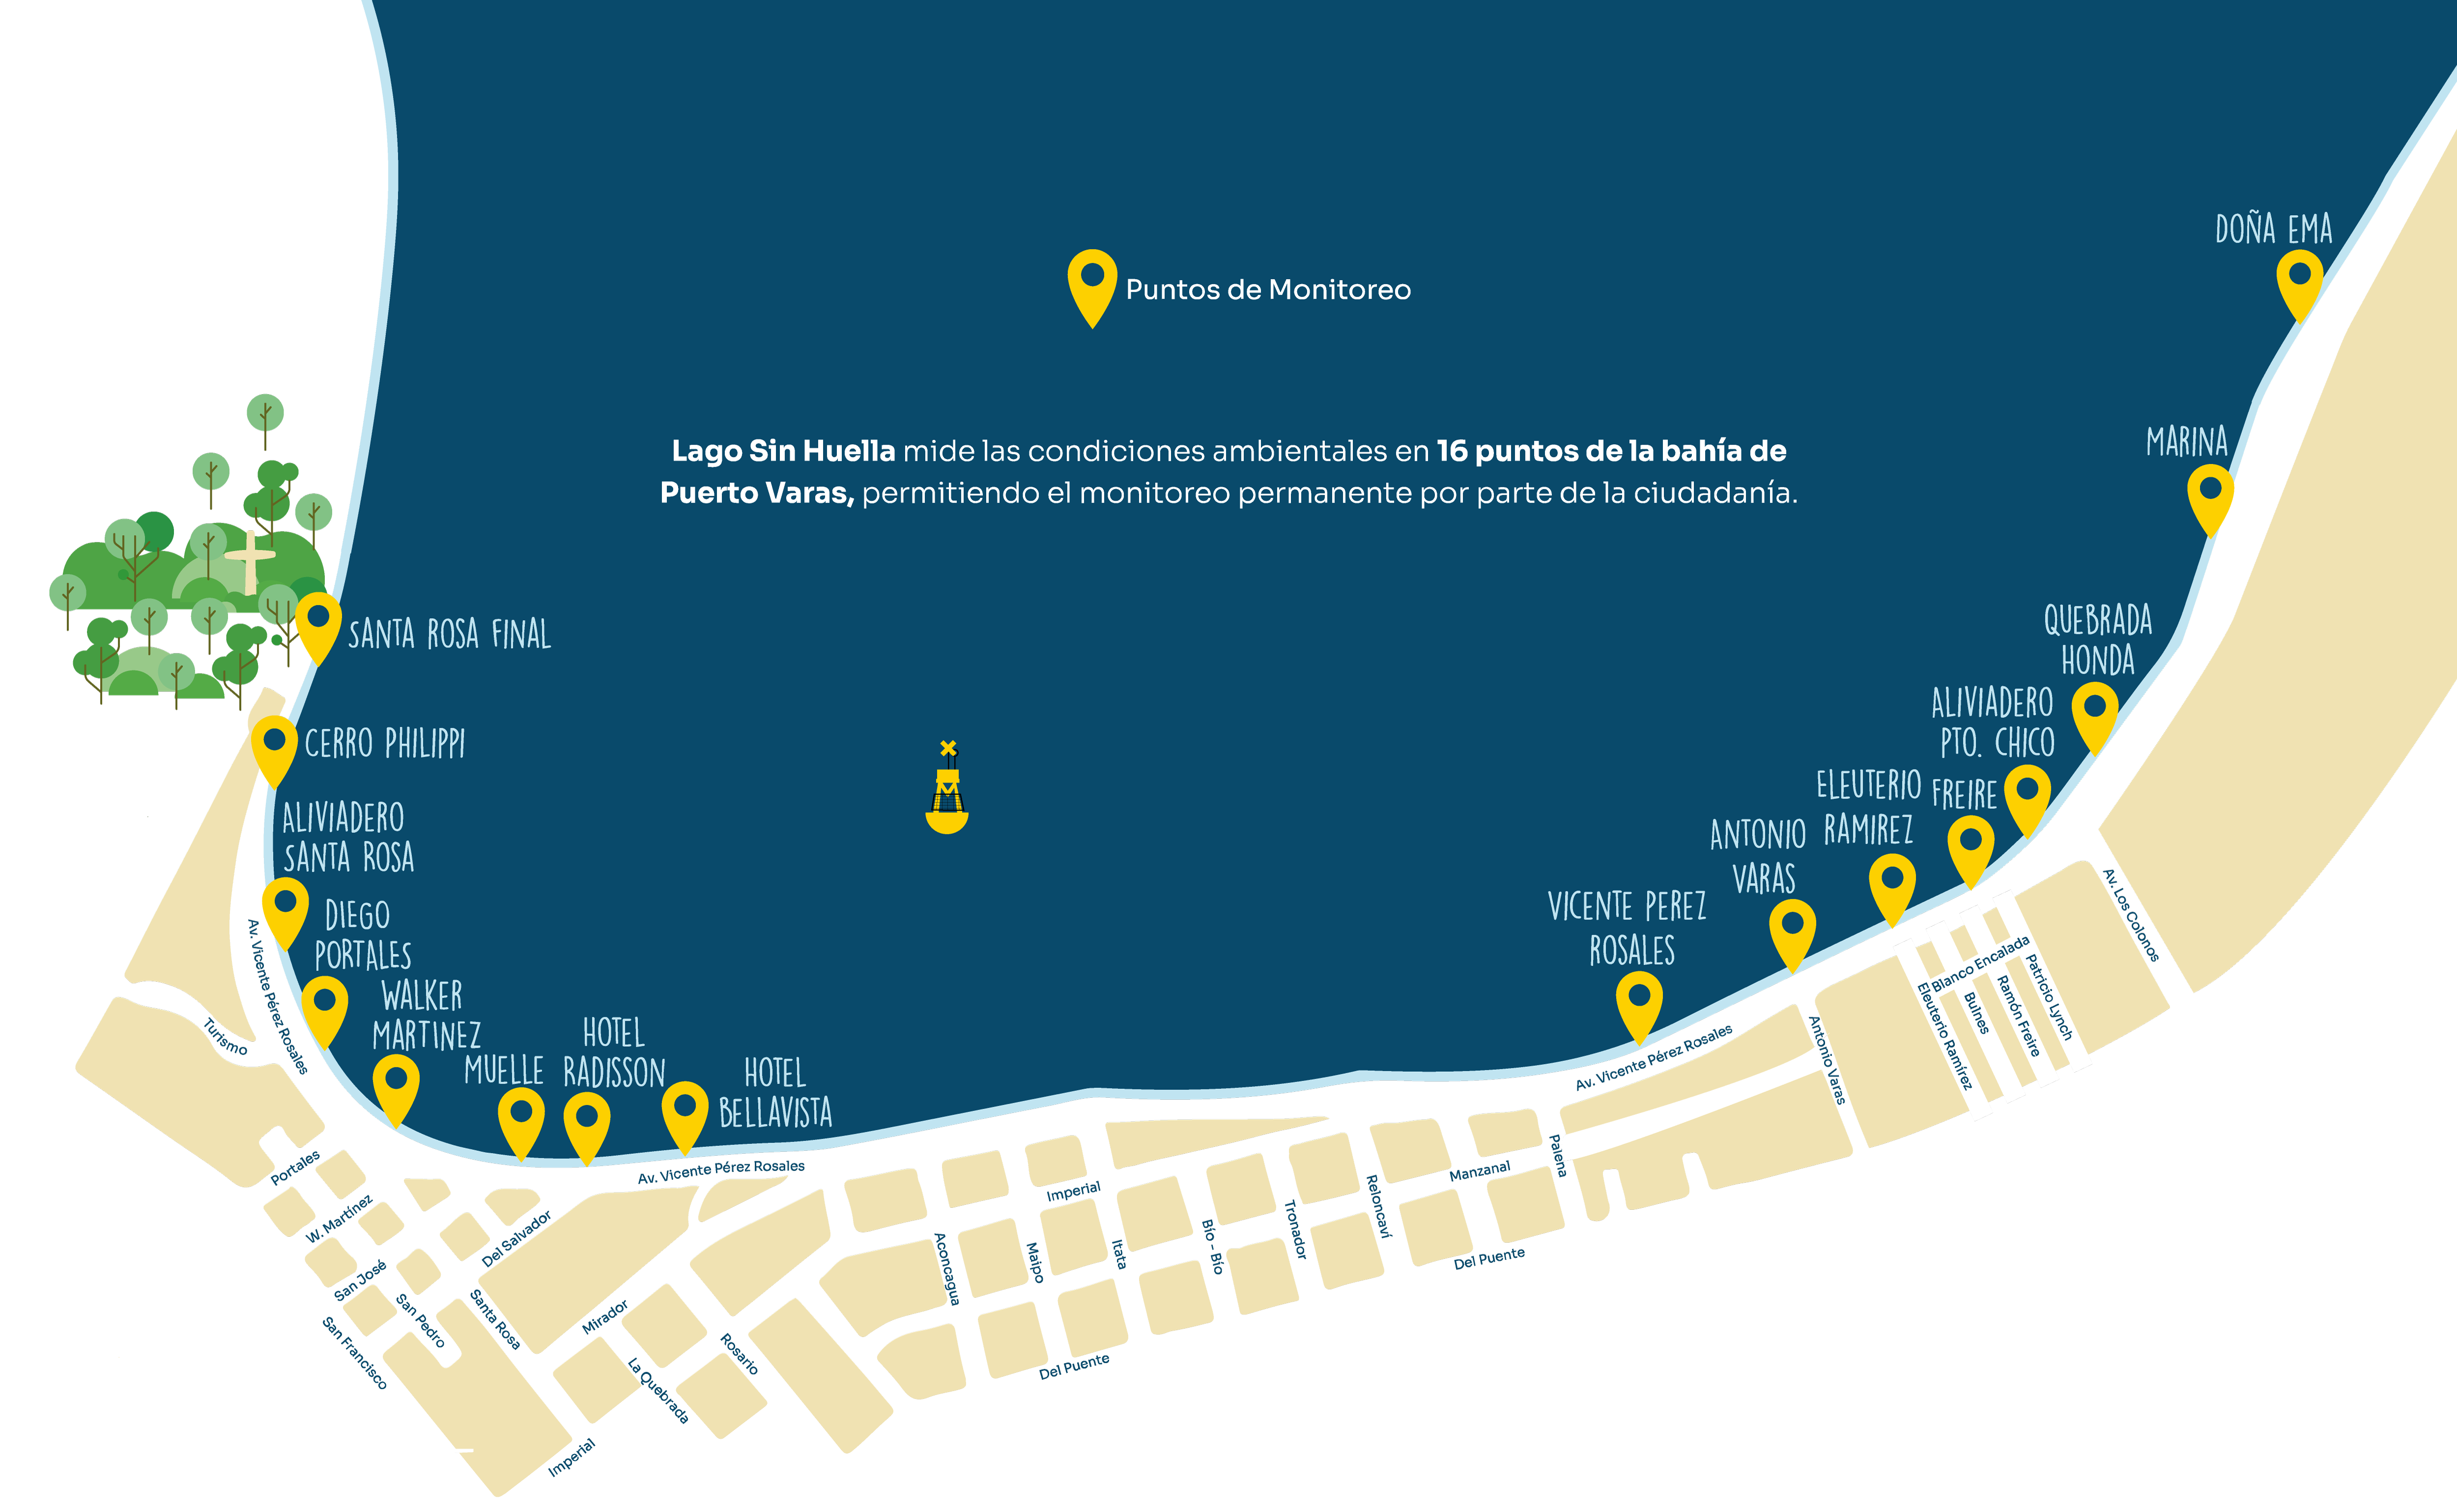 DOÑA EMA
Puntos de Monitoreo
MARINA
Lago Sin Huella mide las condiciones ambientales en 16 puntos de la bahía de
Puerto Varas, permitiendo el monitoreo permanente por parte de la ciudadanía.
SANTA ROSA FINAL
CERRO PHILIPPI
ALIVIADERO
SANTA ROSA
DIEGO
PORTALES
WALKER
MARTINEZ
MUELLE
HOTEL
RADISSON
HOTEL
BELLAVISTA
VICENTE PEREZ
ROSALES
ANTONIO
VARAS
ELEUTERIO
RAMIREZ
FREIRE
ALIVIADERO
PTO. CHICO
QUEBRADA
HONDA
Av. Vicente Pérez Rosales
Turismo
Portales
W. Martínez
San José
San Francisco
San Pedro
Santa Rosa
Del Salvador
Av. Vicente Pérez Rosales
Mirador
La Quebrada
Rosario
Imperial
Aconcagua
Maipo
Imperial
Itata
Bío - Bío
Tronador
Reloncaví
Manzanal
Palena
Del Puente
Del Puente
Av. Vicente Pérez Rosales
Antonio Varas
Eleuterio Ramírez
Blanco Encalada
Bulnes
Ramón Freire
Patricio Lynch
Av. Los Colonos